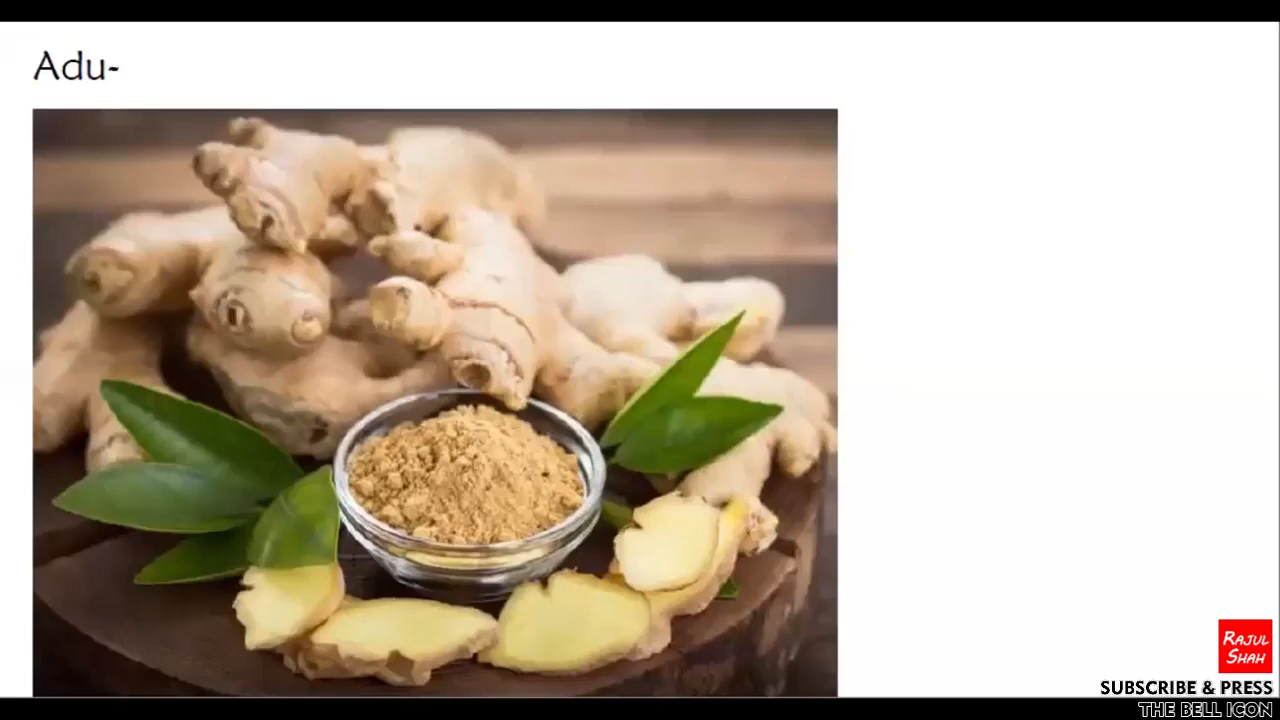 Adu-
RAJUL
SHAH
SUBSCRIBE & PRESS
THE BELL ICON